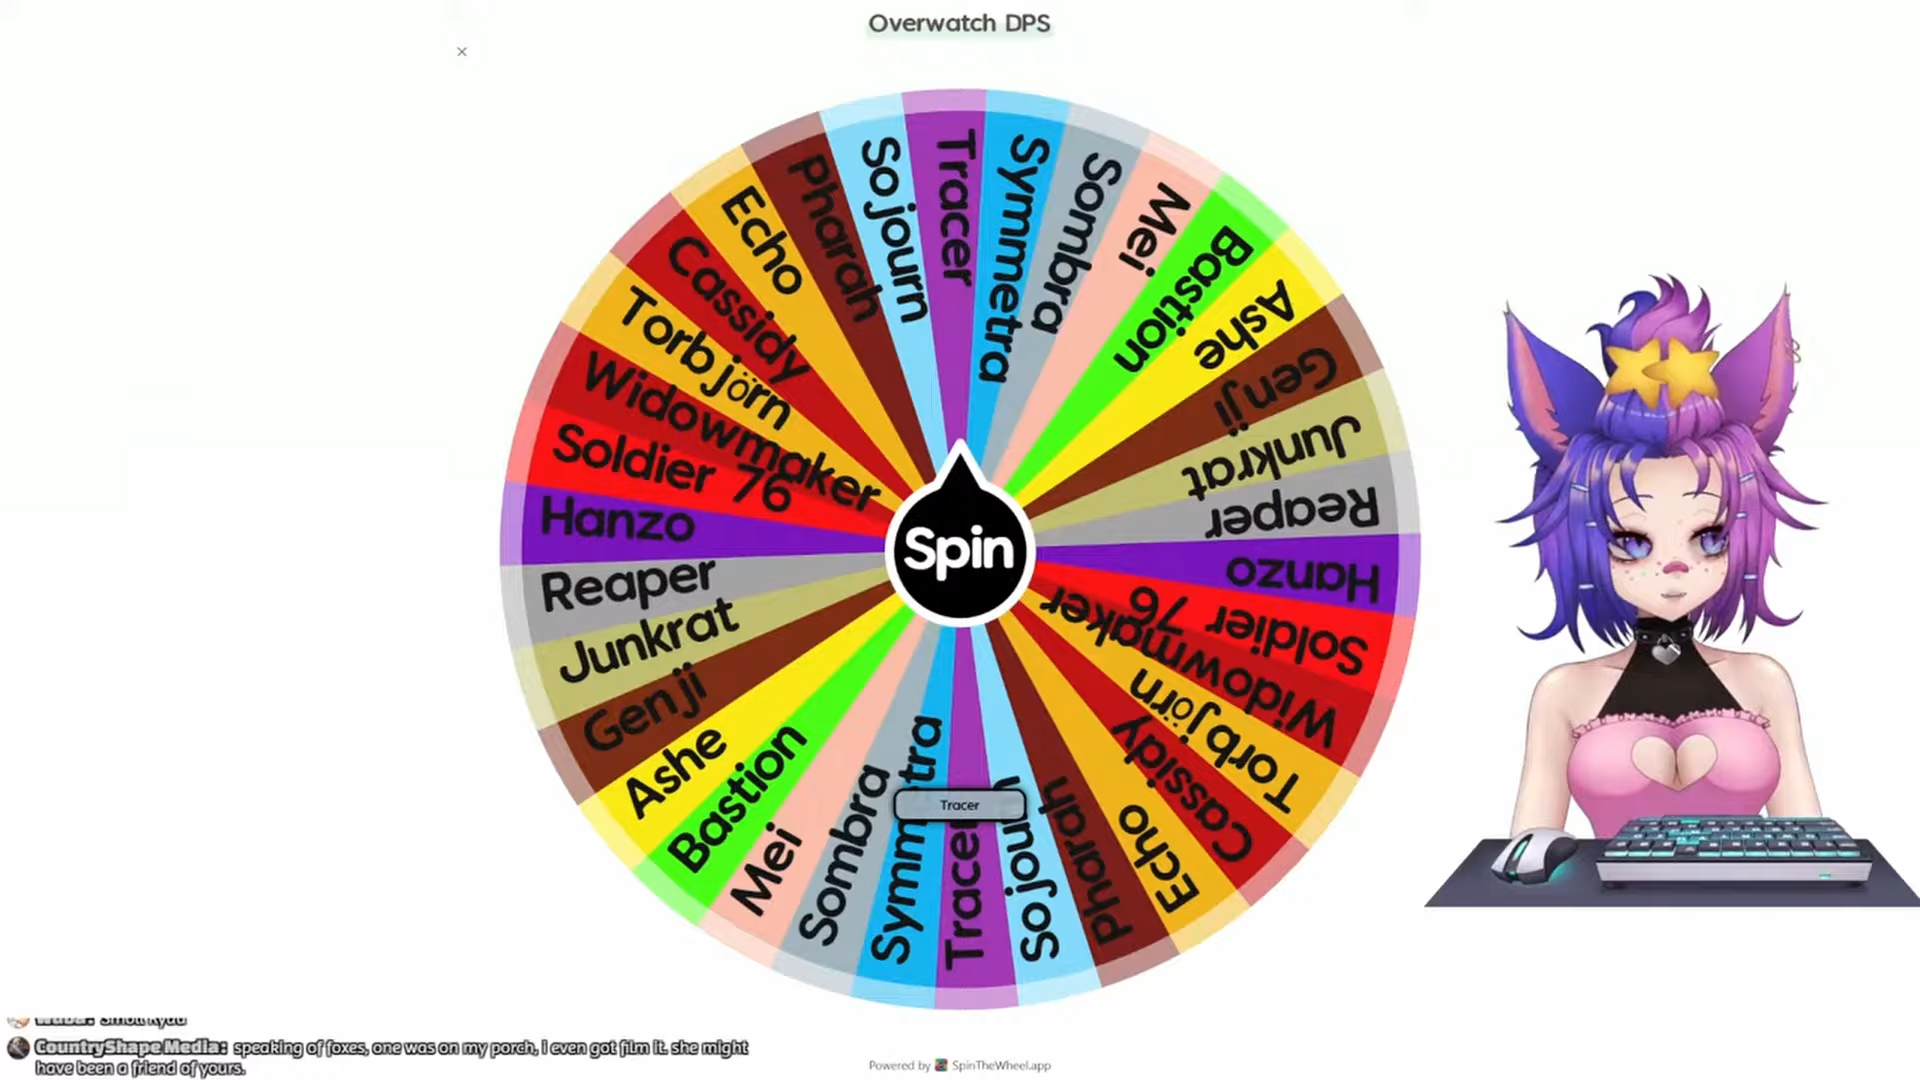 Overwatch DPS
×
Tracer
Symmetra
Sombra
Mei
Bastion
Ashe
Genji
Junkrat
Reaper
Hanzo
Soldier 76
Widowmaker
Torbjörn
Cassidy
Echo
Pharah
Sojourn
Tracer
Symmetra
Sombra
Mei
Bastion
Ashe
Genji
Junkrat
Reaper
Hanzo
Soldier 76
Widowmaker
Torbjörn
Cassidy
Echo
Pharah
Sojourn
Spin
Tracer
CountryShapeMedia: speaking of foxes, one was on my porch, I even got film it. she might
have been a friend of yours.
Powered by SpinTheWheel.app